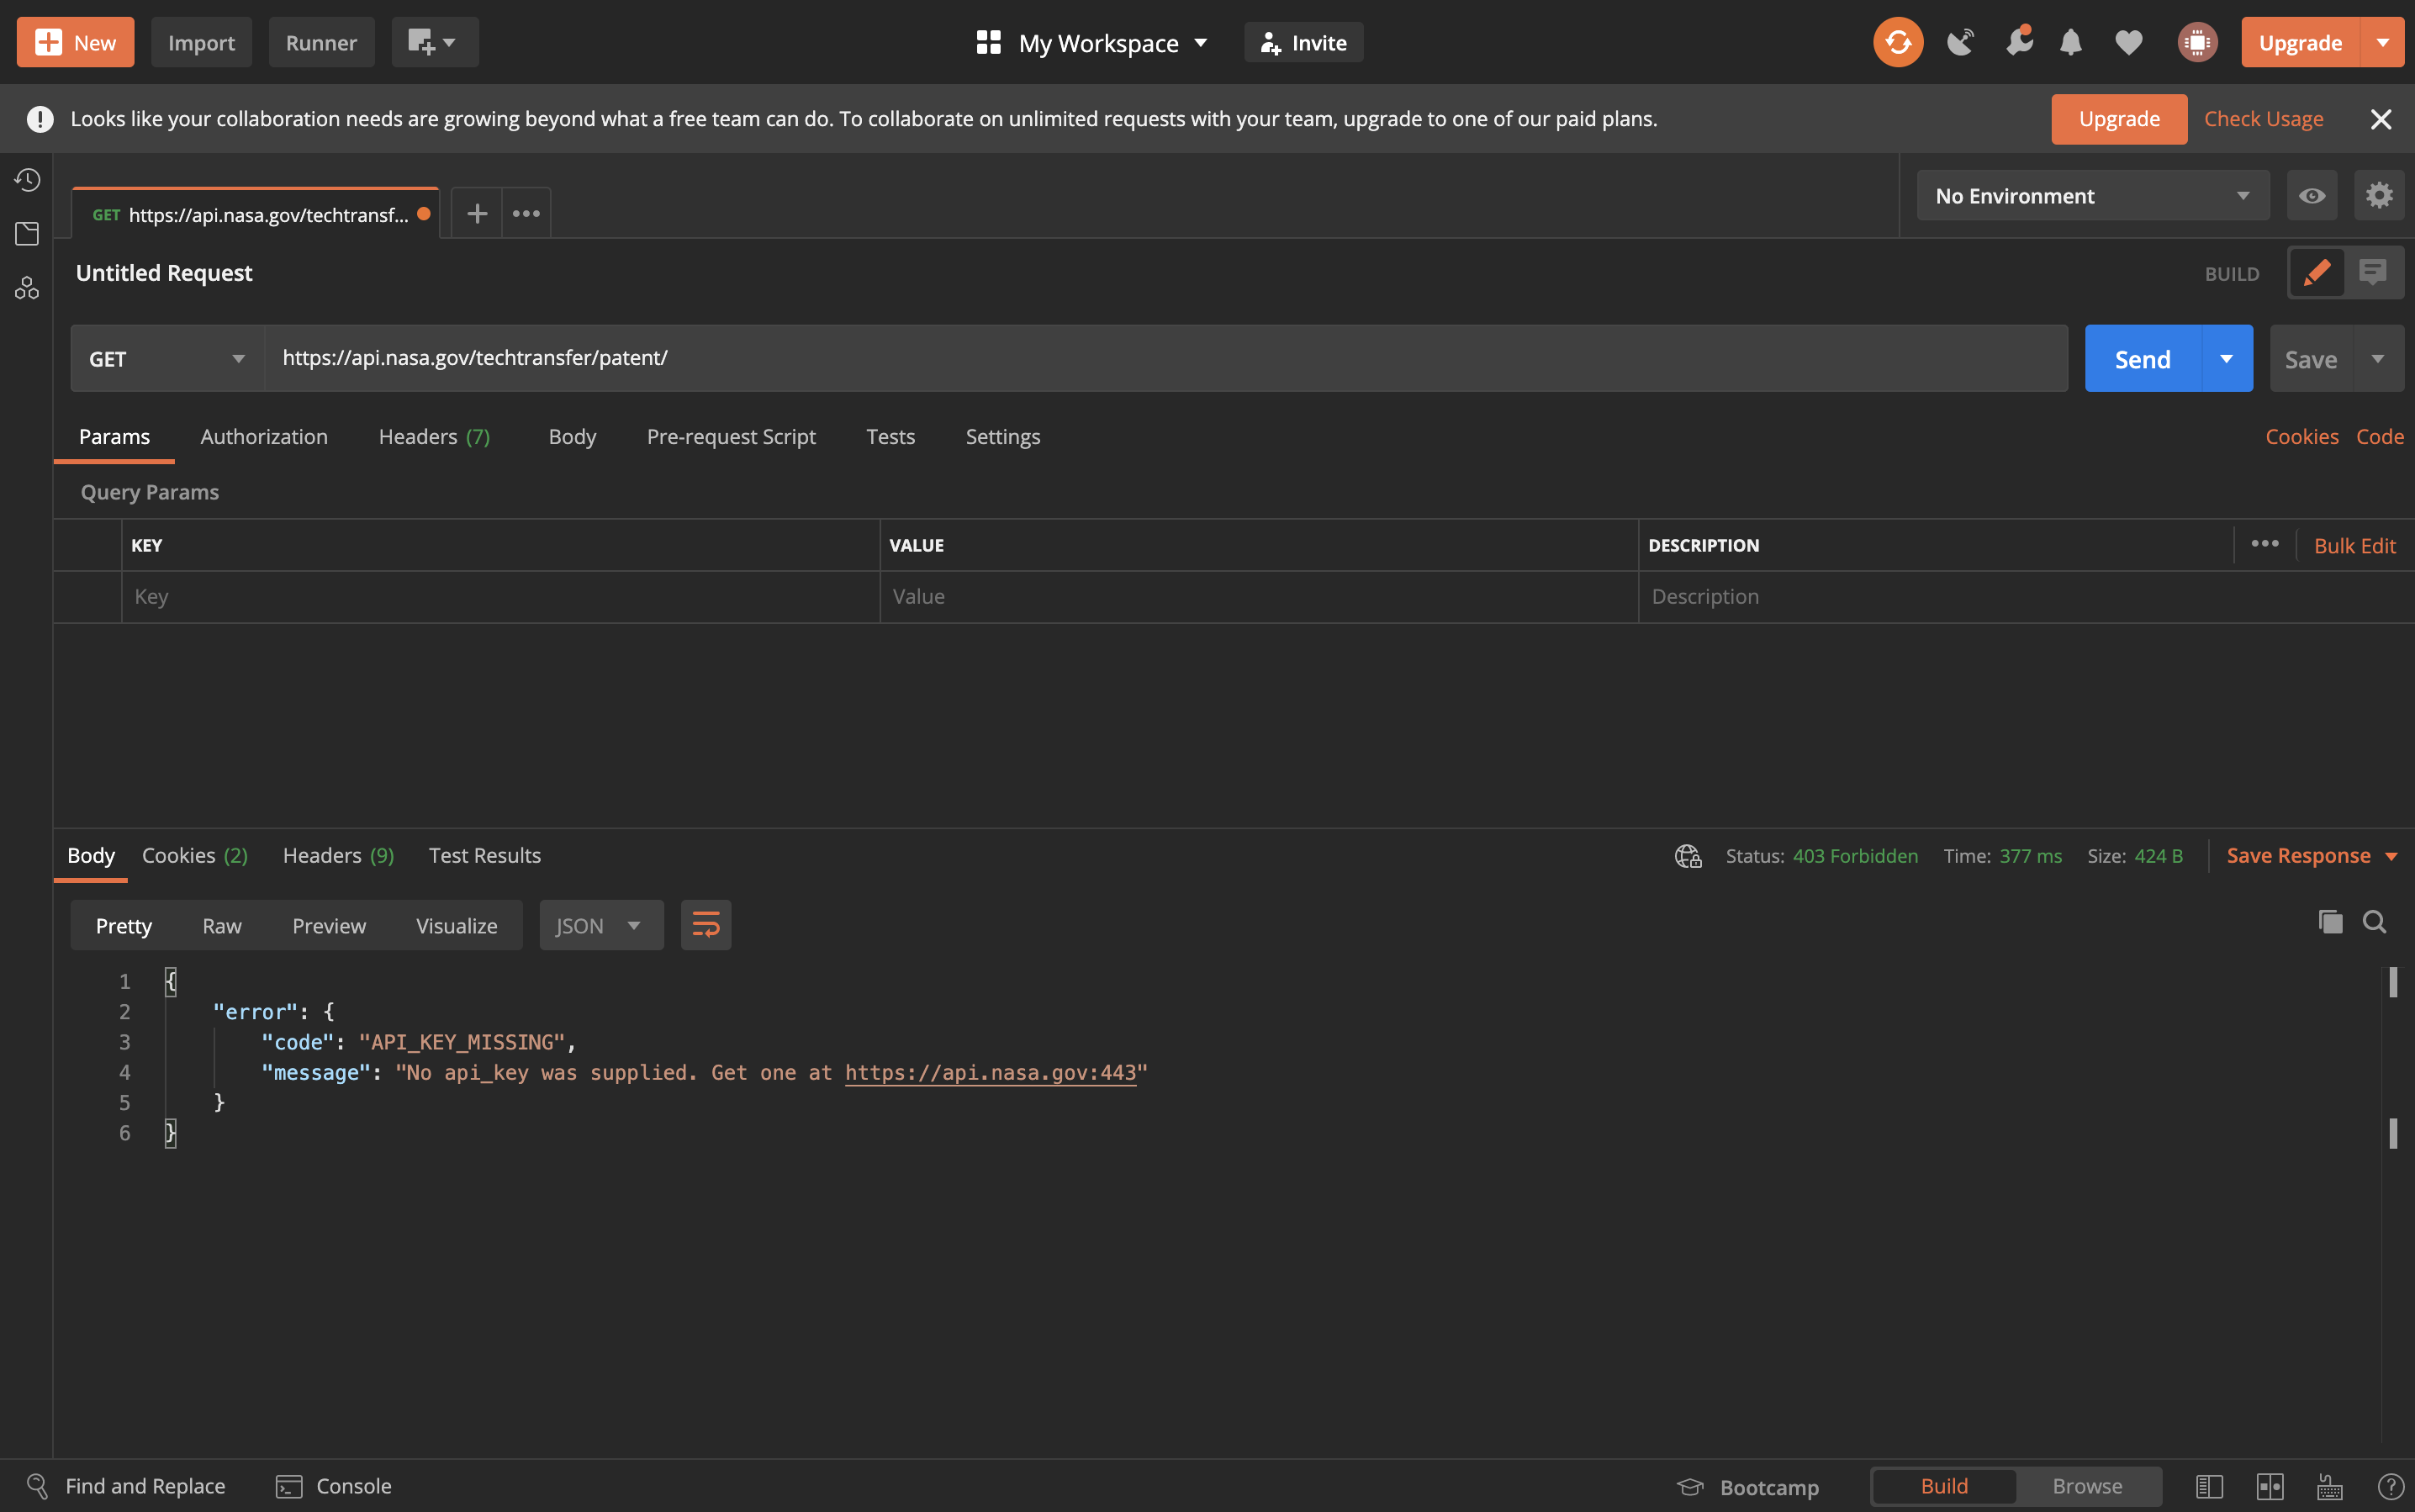 New
Import
Runner
My Workspace
Invite
Upgrade
Looks like your collaboration needs are growing beyond what a free team can do. To collaborate on unlimited requests with your team, upgrade to one of our paid plans.
Upgrade
Check Usage
GET https://api.nasa.gov/techtransf...
No Environment
Untitled Request
BUILD
GET
https://api.nasa.gov/techtransfer/patent/
Send
Save
Params
Authorization
Headers (7)
Body
Pre-request Script
Tests
Settings
Cookies
Code
Query Params
KEY
VALUE
DESCRIPTION
Bulk Edit
Key
Value
Description
Body
Cookies (2)
Headers (9)
Test Results
Status: 403 Forbidden
Time: 377 ms
Size: 424 B
Save Response
Pretty
Raw
Preview
Visualize
JSON
1 {
2 "error": {
3 "code": "API_KEY_MISSING",
4 "message": "No api_key was supplied. Get one at https://api.nasa.gov:443"
5 }
6 }
Find and Replace
Console
Bootcamp
Build
Browse